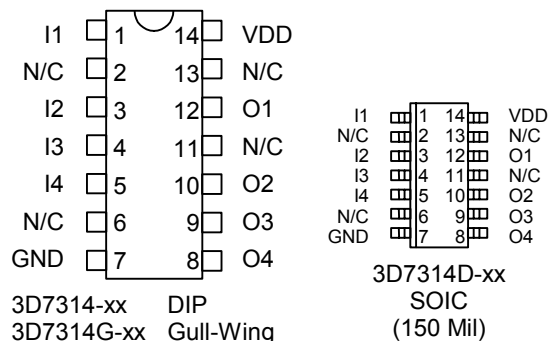 I1 1 14 VDD
N/C 2 13 N/C
I2 3 12 O1
I3 4 11 N/C
I4 5 10 O2
N/C 6 9 O3
GND 7 8 O4
3D7314-xx DIP
3D7314G-xx Gull-Wing
I1 1 14 VDD
N/C 2 13 N/C
I2 3 12 O1
I3 4 11 N/C
I4 5 10 O2
N/C 6 9 O3
GND 7 8 O4
3D7314D-xx
SOIC
(150 Mil)